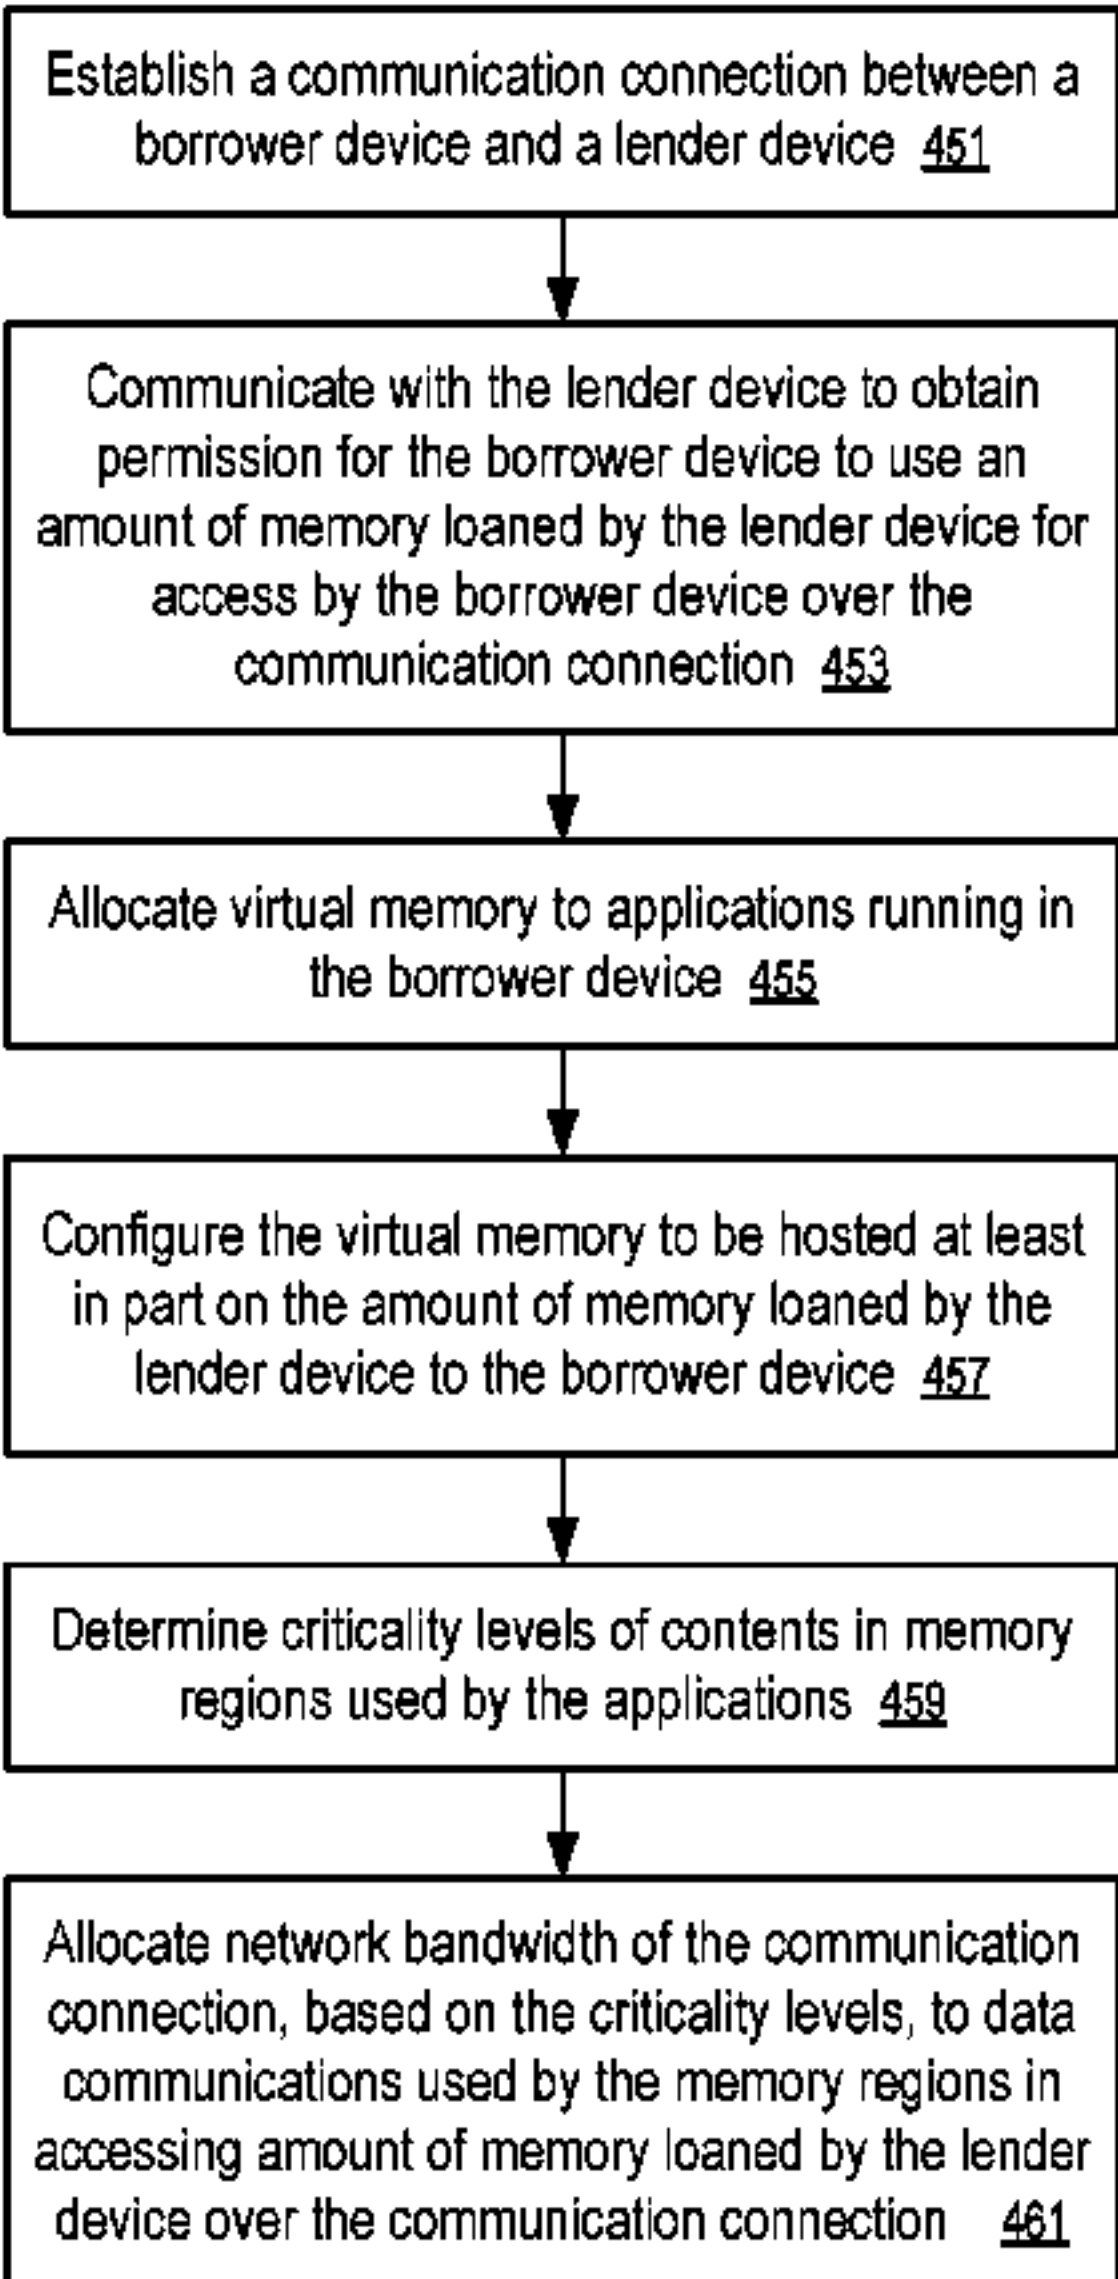 Establish a communication connection between a
borrower device and a lender device 451
Communicate with the lender device to obtain
permission for the borrower device to use an
amount of memory loaned by the lender device for
access by the borrower device over the
communication connection 453
Allocate virtual memory to applications running in
the borrower device 455
Configure the virtual memory to be hosted at least
in part on the amount of memory loaned by the
lender device to the borrower device 457
Determine criticality levels of contents in memory
regions used by the applications 459
Allocate network bandwidth of the communication
connection, based on the criticality levels, to data
communications used by the memory regions in
accessing amount of memory loaned by the lender
device over the communication connection 461